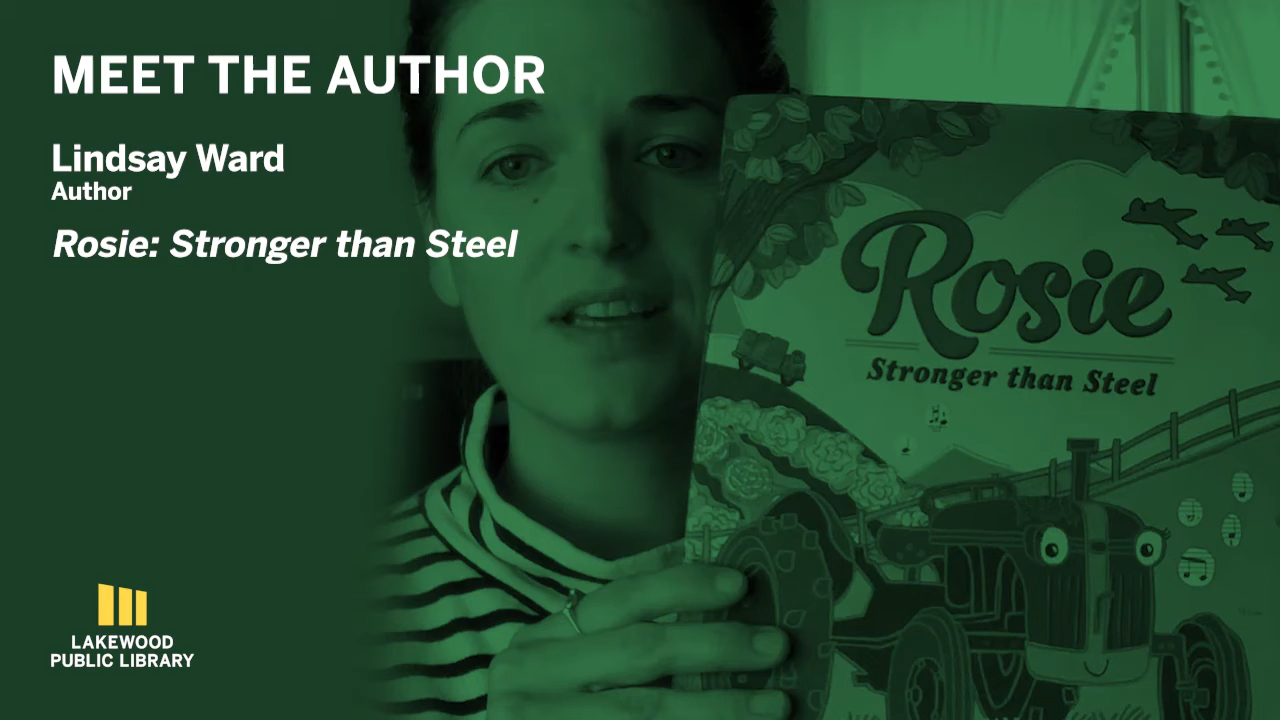 MEET THE AUTHOR
Lindsay Ward
Author
Rosie: Stronger than Steel
Rosie
Stronger than Steel
LAKEWOOD
PUBLIC LIBRARY